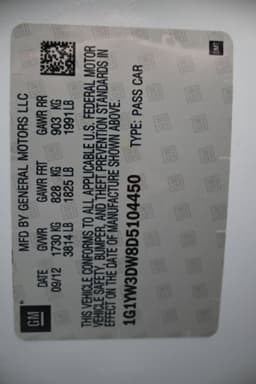 MFD BY GENERAL MOTORS LLC
DATE GVWR GAWR FRT GAWR RR
09/12 1730 KG 828 KG 903 KG
3814 LB 1825 LB 1991 LB
THIS VEHICLE CONFORMS TO ALL APPLICABLE U.S. FEDERAL MOTOR
VEHICLE SAFETY, BUMPER, AND THEFT PREVENTION STANDARDS IN
EFFECT ON THE DATE OF MANUFACTURE SHOWN ABOVE.
1G1YW3DW8D5104450 TYPE: PASS CAR
GM
GM